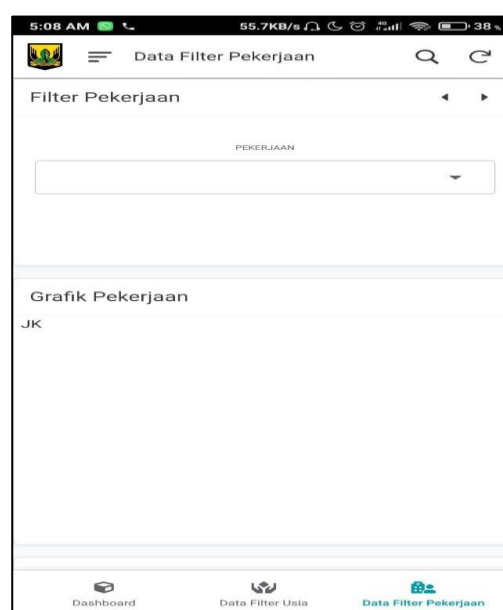 5:08 AM 55.7KB/s 4G 38%
Data Filter Pekerjaan
Filter Pekerjaan
PEKERJAAN
Grafik Pekerjaan
JK
Dashboard Data Filter Usia Data Filter Pekerjaan